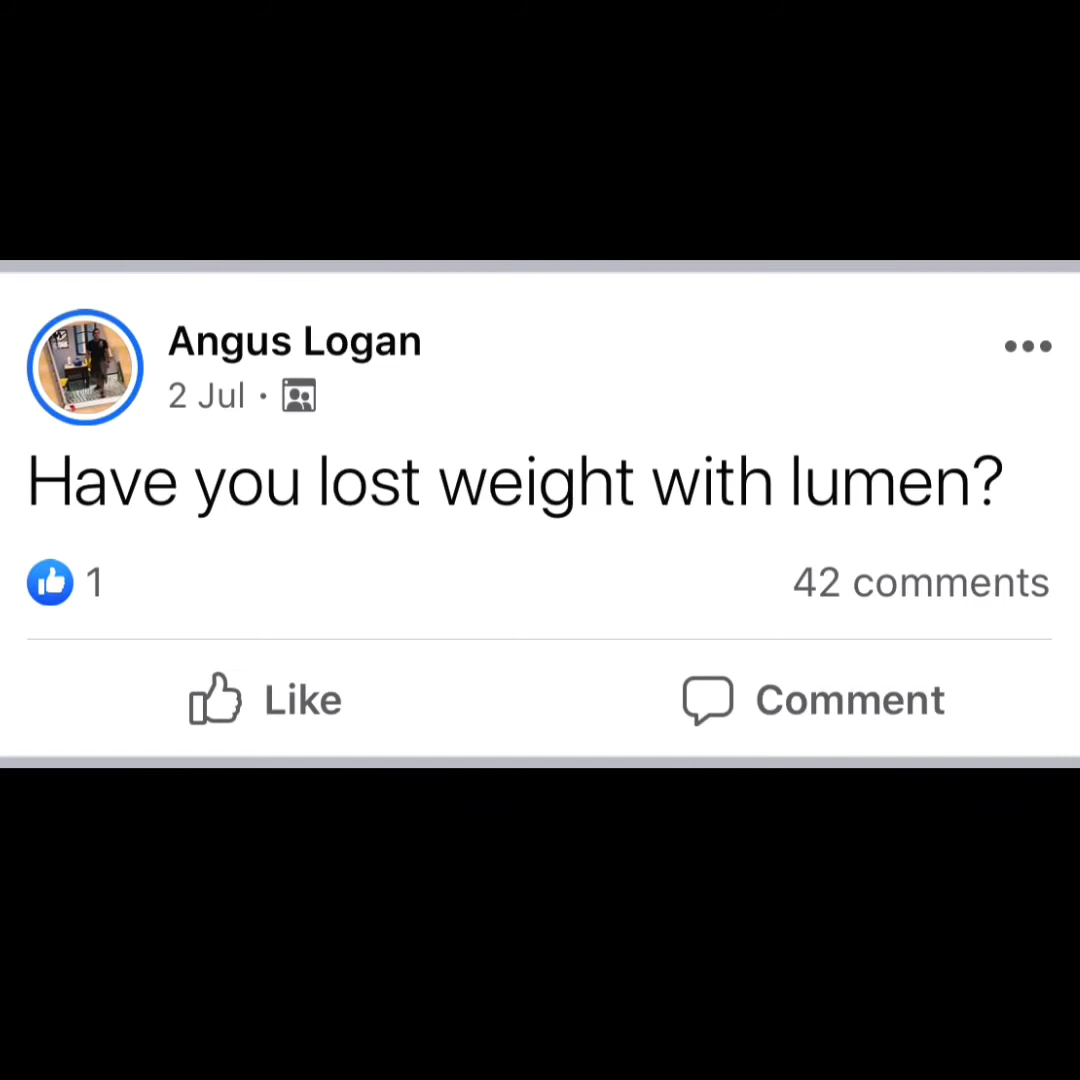 Angus Logan
2 Jul ·
Have you lost weight with lumen?
1
42 comments
Like
Comment